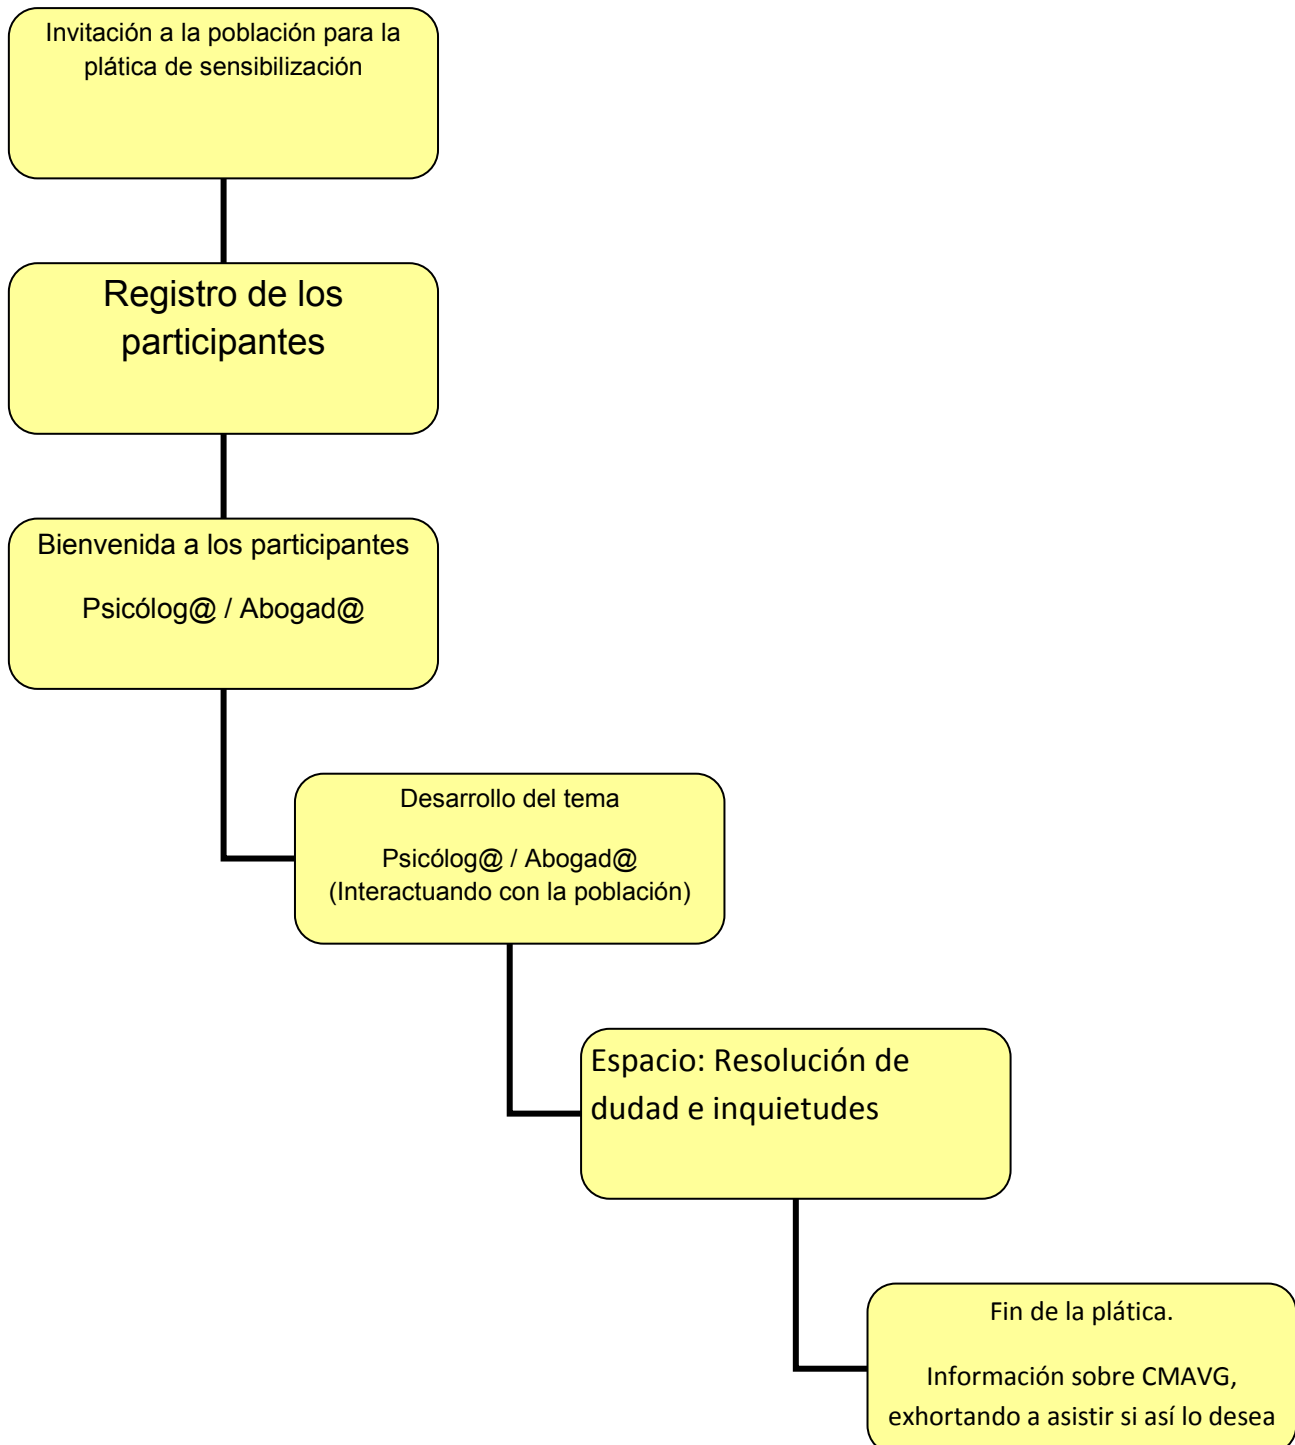 Invitación a la población para la
plática de sensibilización
Registro de los
participantes
Bienvenida a los participantes
Psicólog@ / Abogad@
Desarrollo del tema
Psicólog@ / Abogad@
(Interactuando con la población)
Espacio: Resolución de
dudad e inquietudes
Fin de la plática.
Información sobre CMAVG,
exhortando a asistir si así lo desea